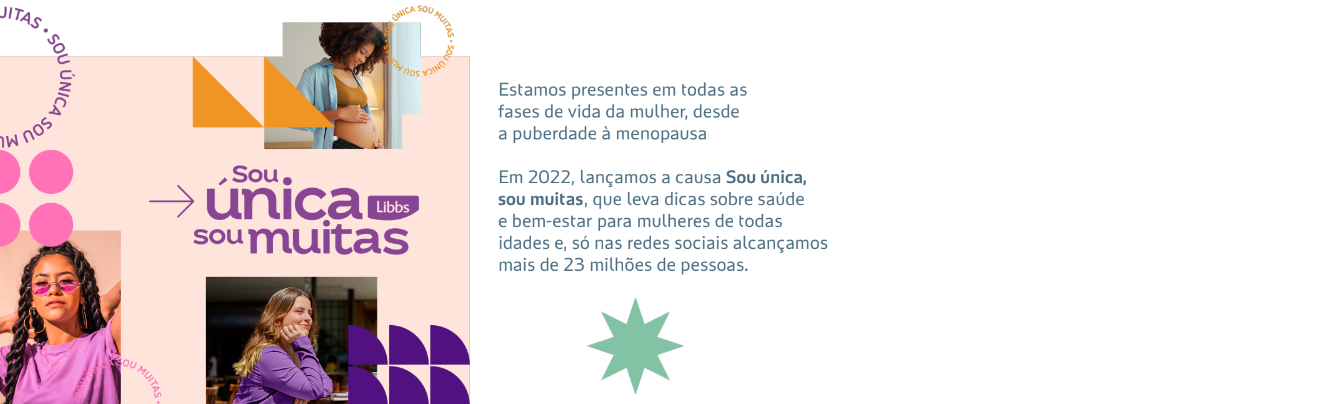 UITAS • SOU ÚNICA SOU MUITAS
ÚNICA SOU MUITAS • SOU ÚNICA SOU MUITAS
Sou
única
Libbs
sou muitas
SOU MUITAS
Estamos presentes em todas as
fases de vida da mulher, desde
a puberdade à menopausa
Em 2022, lançamos a causa Sou única,
sou muitas, que leva dicas sobre saúde
e bem-estar para mulheres de todas
idades e, só nas redes sociais alcançamos
mais de 23 milhões de pessoas.